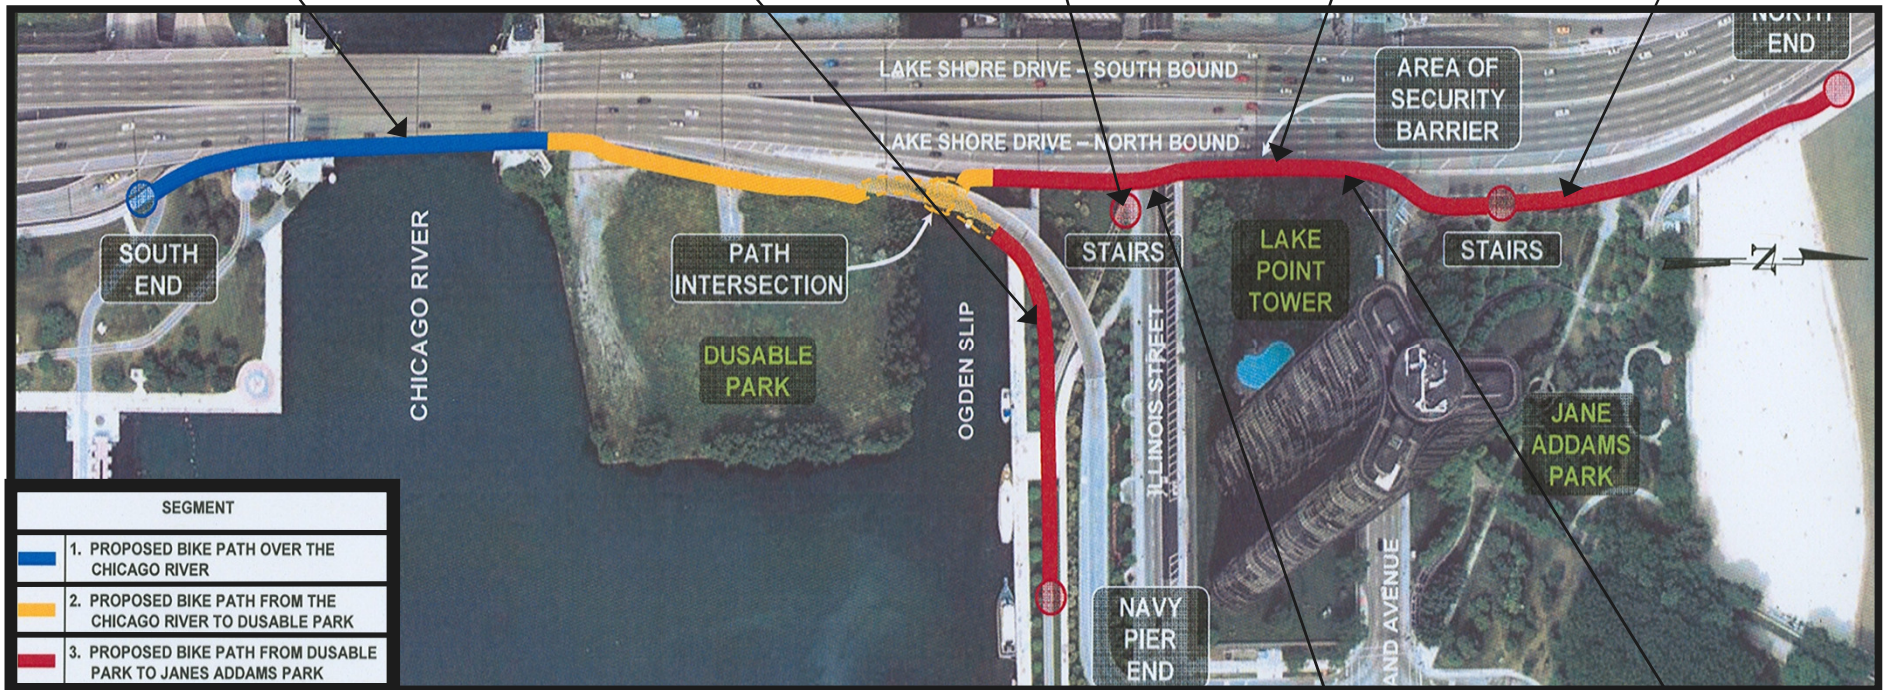 NORTH
END
LAKE SHORE DRIVE – SOUTH BOUND
AREA OF
SECURITY
BARRIER
LAKE SHORE DRIVE – NORTH BOUND
SOUTH
END
CHICAGO RIVER
PATH
INTERSECTION
DUSABLE
PARK
OGDEN SLIP
STAIRS
ILLINOIS STREET
LAKE
POINT
TOWER
STAIRS
N
JANE
ADDAMS
PARK
AND AVENUE
NAVY
PIER
END
SEGMENT
1. PROPOSED BIKE PATH OVER THE
CHICAGO RIVER
2. PROPOSED BIKE PATH FROM THE
CHICAGO RIVER TO DUSABLE PARK
3. PROPOSED BIKE PATH FROM DUSABLE
PARK TO JANES ADDAMS PARK